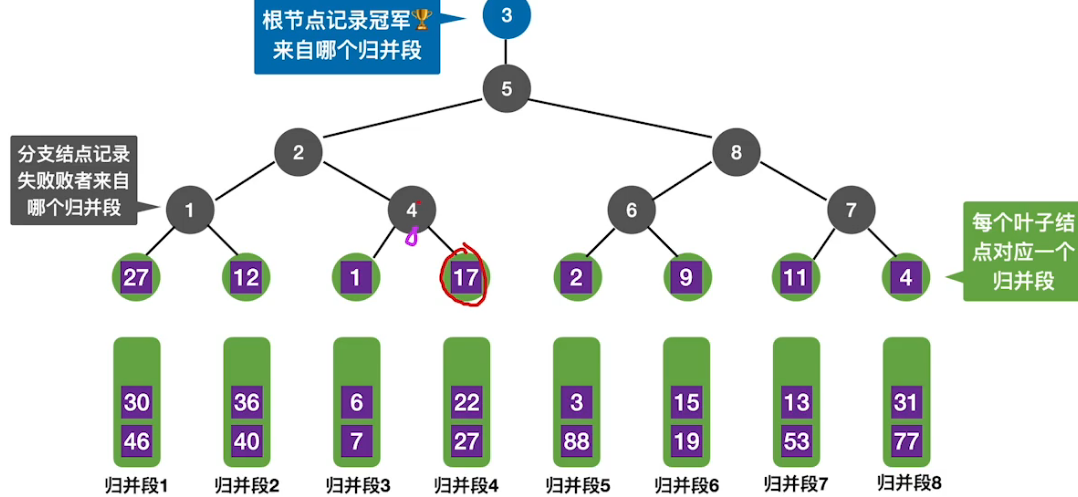 根节点记录冠军🏆
来自哪个归并段
3
5
2
8
分支结点记录
失败败者来自
哪个归并段
1
4
6
7
每个叶子结
点对应一个
归并段
27 12 1 17 2 9 11 4
30 36 6 22 3 15 13 31
46 40 7 27 88 19 53 77
归并段1 归并段2 归并段3 归并段4 归并段5 归并段6 归并段7 归并段8